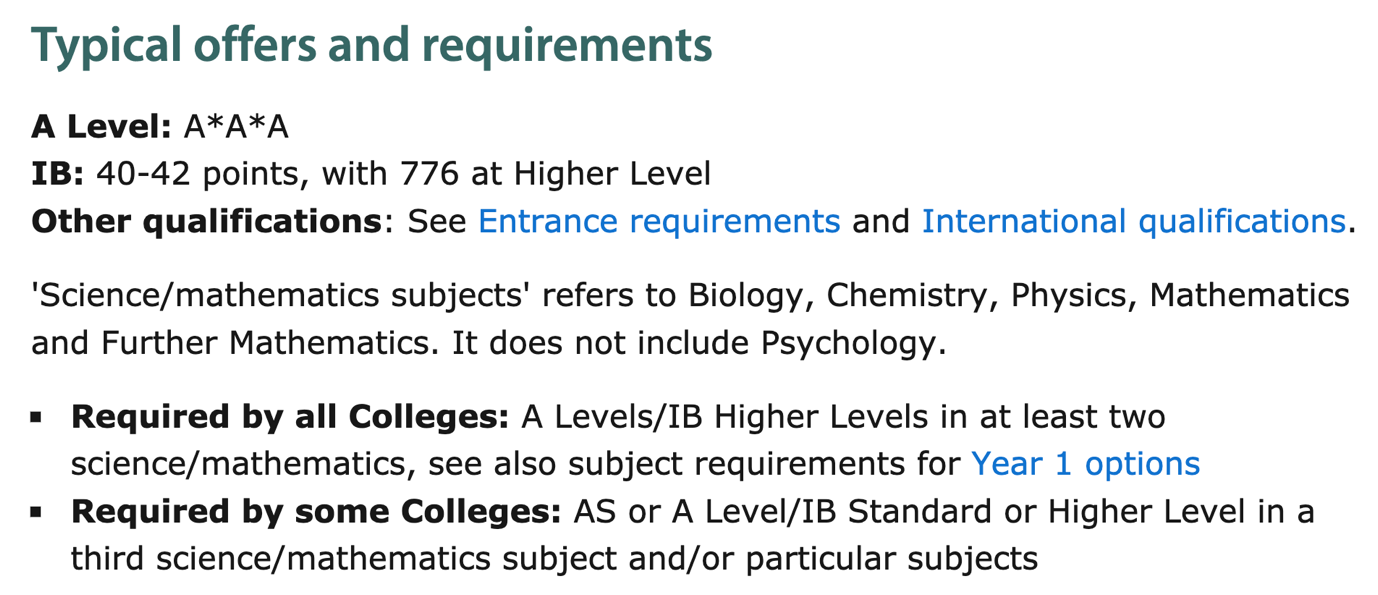 Typical offers and requirements
A Level: A*A*A
IB: 40-42 points, with 776 at Higher Level
Other qualifications: See Entrance requirements and International qualifications.
'Science/mathematics subjects' refers to Biology, Chemistry, Physics, Mathematics
and Further Mathematics. It does not include Psychology.
▪ Required by all Colleges: A Levels/IB Higher Levels in at least two
science/mathematics, see also subject requirements for Year 1 options
▪ Required by some Colleges: AS or A Level/IB Standard or Higher Level in a
third science/mathematics subject and/or particular subjects